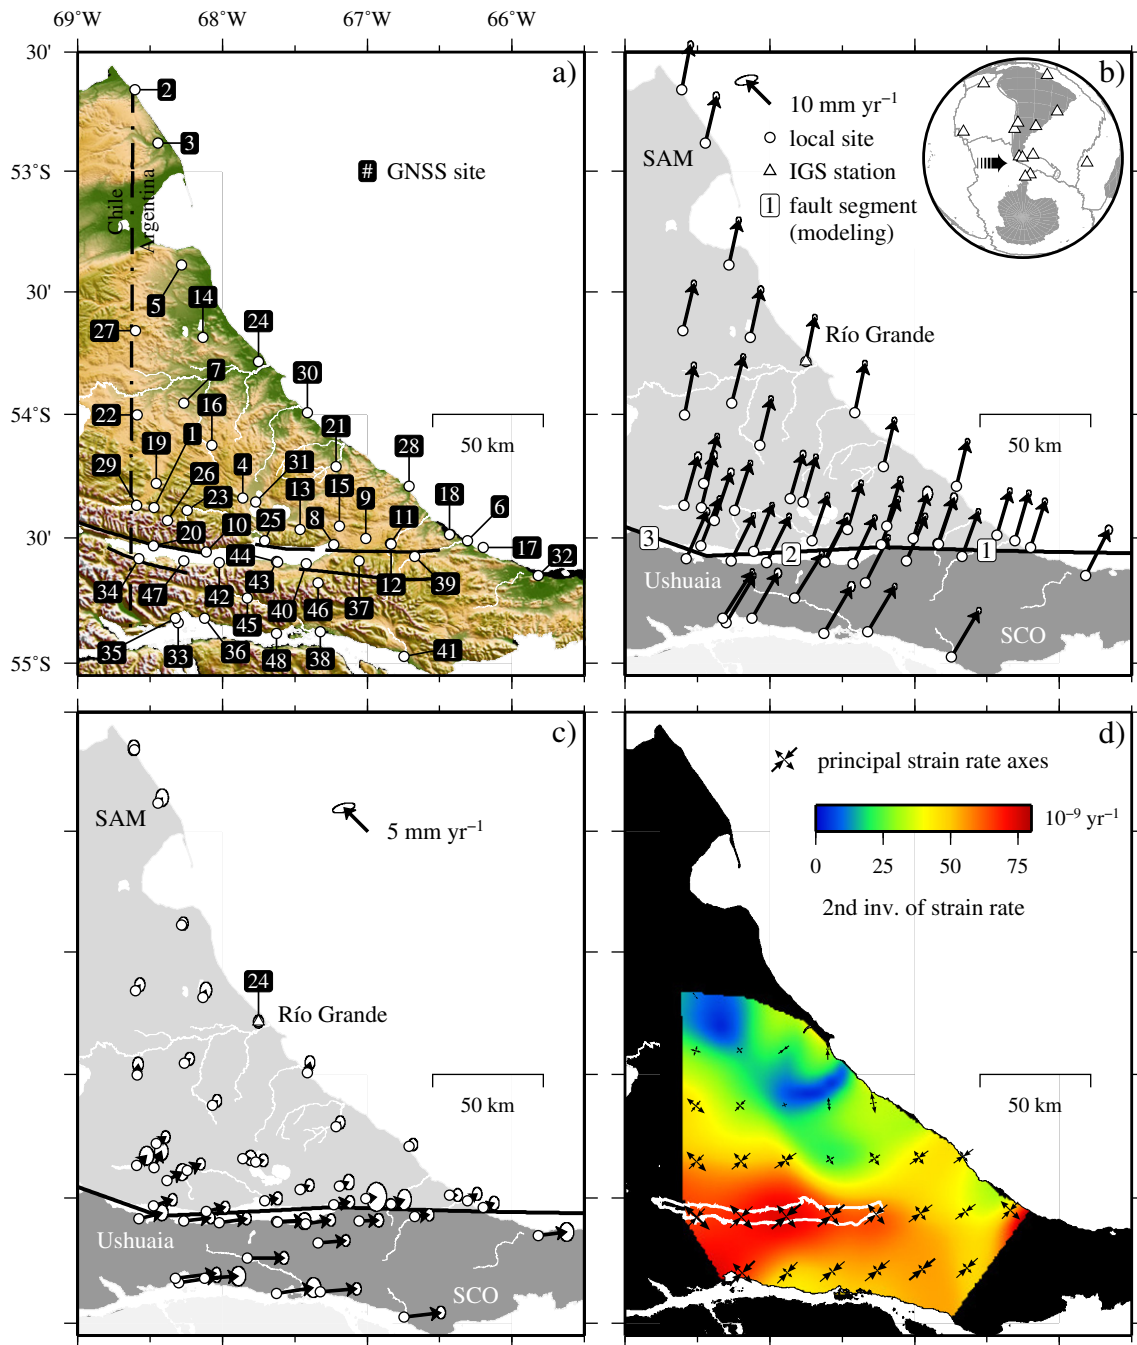 69°W 68°W 67°W 66°W
30'
53°S
30'
54°S
30'
55°S
a)
2
3
# GNSS site
Chile
Argentina
5
14
27
24
7
30
16
22
21
19
1
28
29
26
4
31
15
18
6
23
13
9
20
10
25
8
11
17
44
32
34
47
42
43
12
39
45
40
46
37
35
33
36
48
38
41
50 km
b)
10 mm yr⁻¹
local site
IGS station
1 fault segment
(modeling)
SAM
Río Grande
50 km
3
2
1
Ushuaia
SCO
c)
SAM
5 mm yr⁻¹
24
Río Grande
50 km
Ushuaia
SCO
d)
principal strain rate axes
10⁻⁹ yr⁻¹
0 25 50 75
2nd inv. of strain rate
50 km